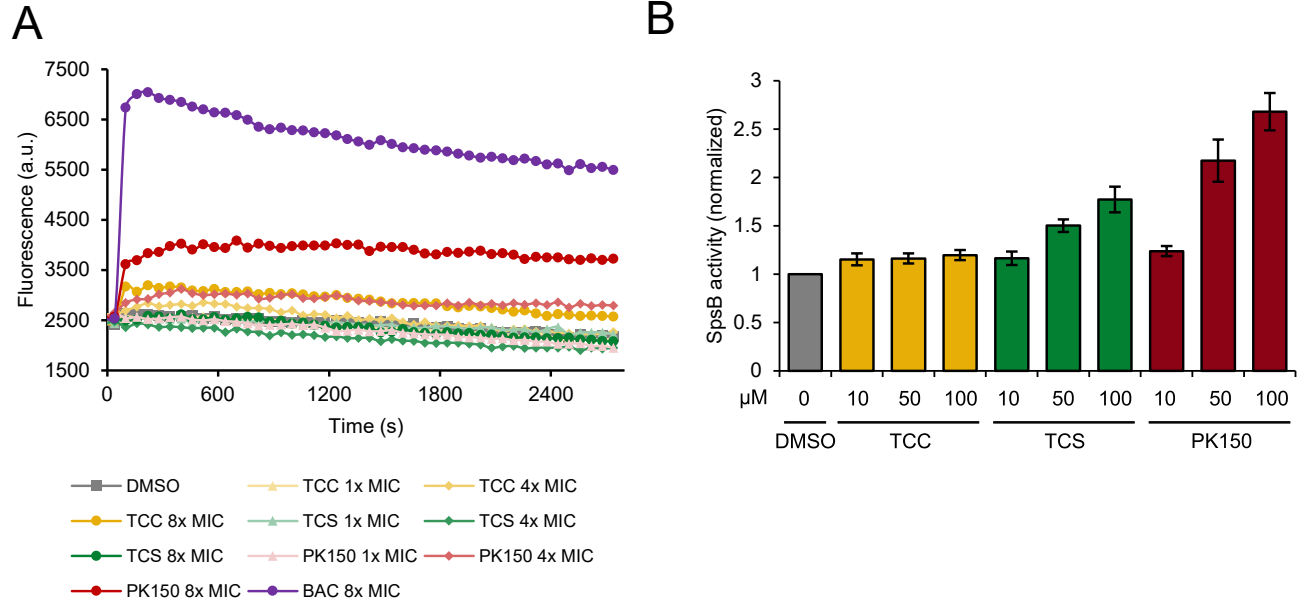 A
7500
6500
5500
4500
3500
2500
1500
Fluorescence (a.u.)
0 600 1200 1800 2400
Time (s)
DMSO TCC 1x MIC TCC 4x MIC
TCC 8x MIC TCS 1x MIC TCS 4x MIC
TCS 8x MIC PK150 1x MIC PK150 4x MIC
PK150 8x MIC BAC 8x MIC
B
3
2.5
2
1.5
1
0.5
0
SpsB activity (normalized)
µM 0 10 50 100 10 50 100 10 50 100
DMSO TCC TCS PK150